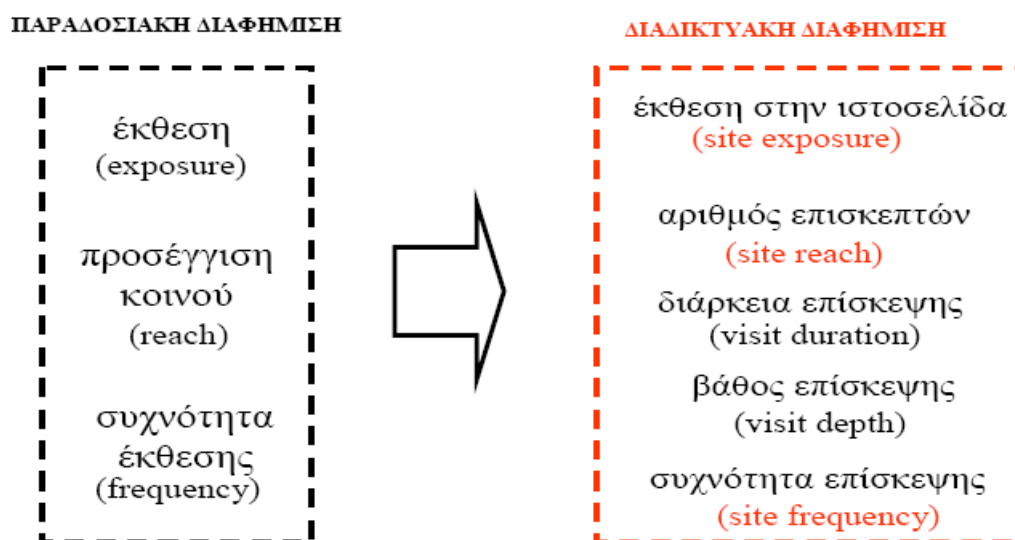 ΠΑΡΑΔΟΣΙΑΚΗ ΔΙΑΦΗΜΙΣΗ
έκθεση
(exposure)
προσέγγιση
κοινού
(reach)
συχνότητα
έκθεσης
(frequency)
ΔΙΑΔΙΚΤΥΑΚΗ ΔΙΑΦΗΜΙΣΗ
έκθεση στην ιστοσελίδα
(site exposure)
αριθμός επισκεπτών
(site reach)
διάρκεια επίσκεψης
(visit duration)
βάθος επίσκεψης
(visit depth)
συχνότητα επίσκεψης
(site frequency)